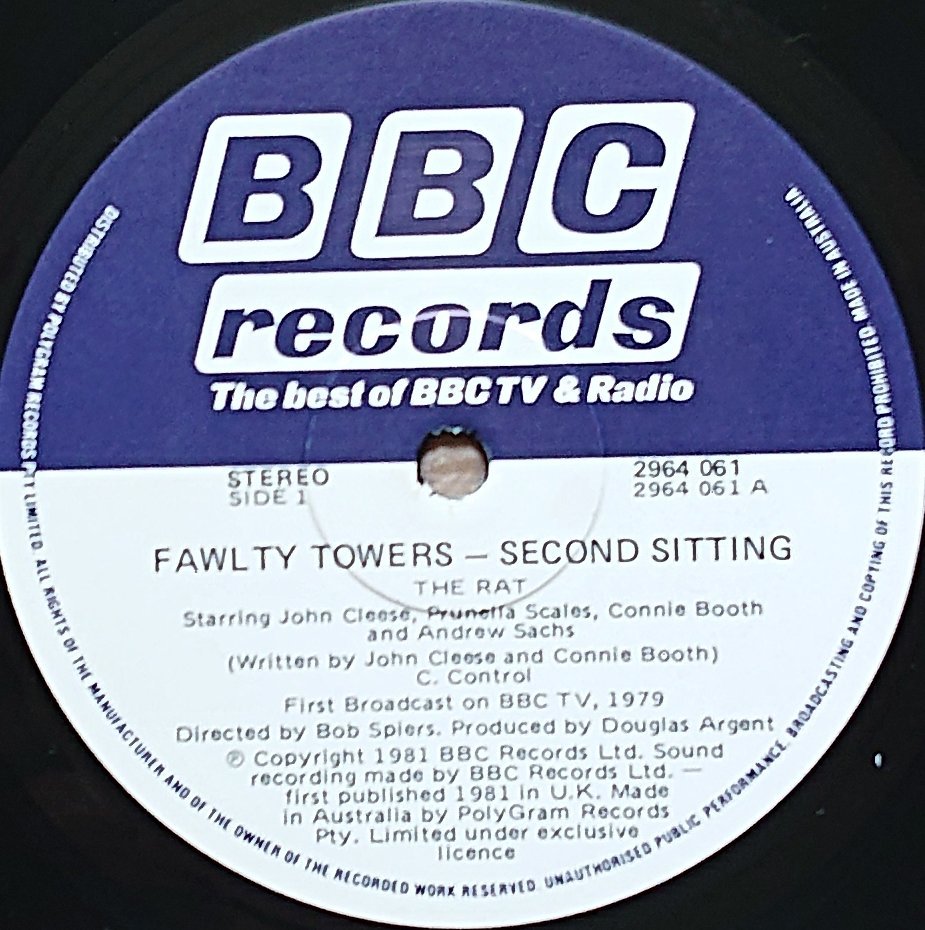 BBC
records
The best of BBC TV & Radio
STEREO
SIDE 1
2964 061
2964 061 A
FAWLTY TOWERS – SECOND SITTING
THE RAT
Starring John Cleese, Prunella Scales, Connie Booth
and Andrew Sachs
(Written by John Cleese and Connie Booth)
C. Control
First Broadcast on BBC TV, 1979
Directed by Bob Spiers. Produced by Douglas Argent
℗ Copyright 1981 BBC Records Ltd. Sound
recording made by BBC Records Ltd. —
first published 1981 in U.K. Made
in Australia by PolyGram Records
Pty. Limited under exclusive
licence
DISTRIBUTED BY POLYGRAM RECORDS PTY LIMITED. ALL RIGHTS OF THE MANUFACTURER AND OF THE OWNER OF THE RECORDED WORK RESERVED. UNAUTHORISED PUBLIC PERFORMANCE, BROADCASTING AND COPYING OF THIS RECORD PROHIBITED. MADE IN AUSTRALIA.